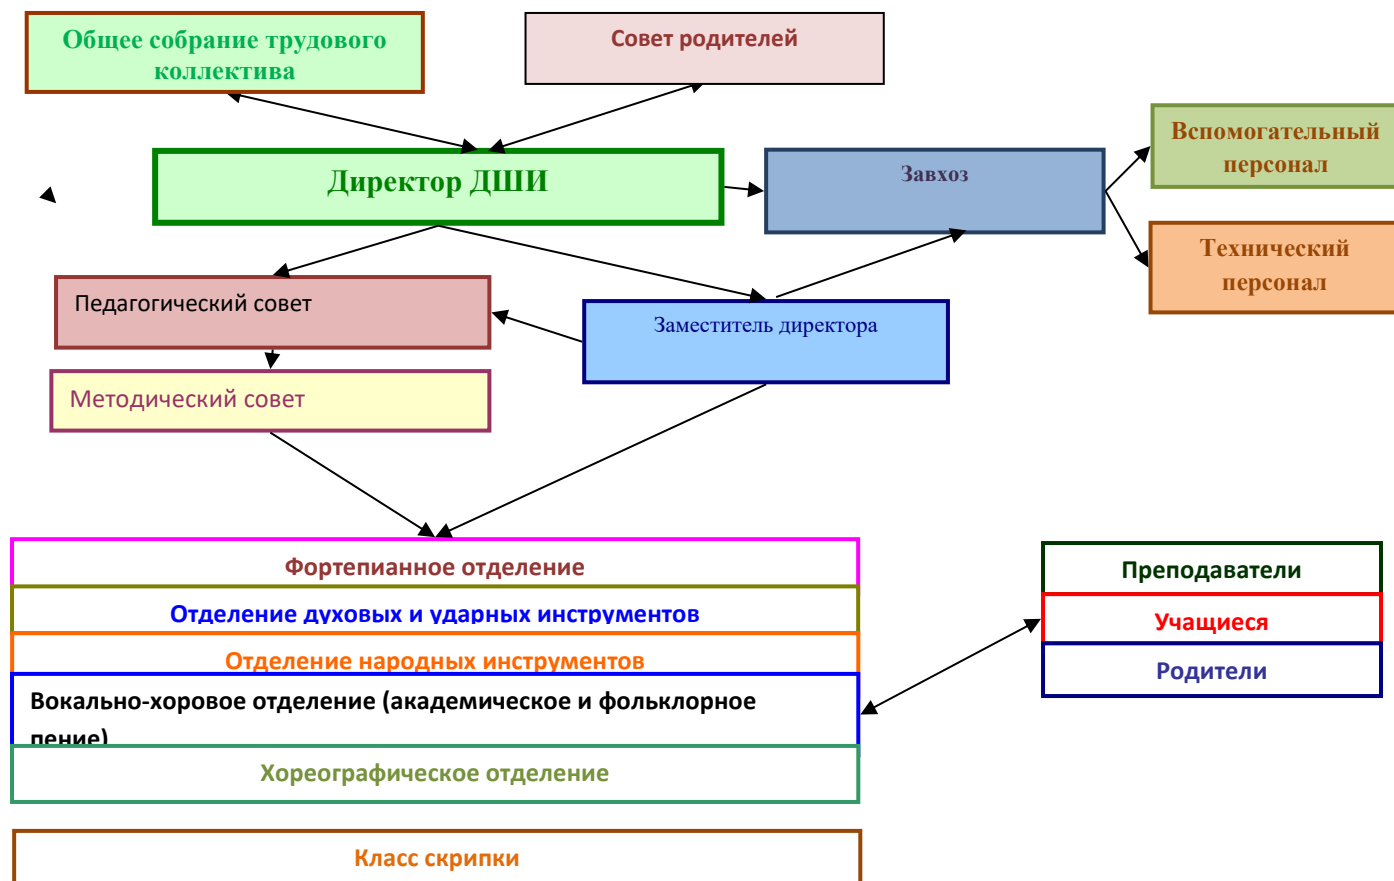 Общее собрание трудового
коллектива
Совет родителей
Вспомогательный
персонал
Директор ДШИ
Завхоз
Технический
персонал
Педагогический совет
Заместитель директора
Методический совет
Фортепианное отделение
Отделение духовых и ударных инструментов
Отделение народных инструментов
Вокально-хоровое отделение (академическое и фольклорное
пение)
Хореографическое отделение
Класс скрипки
Преподаватели
Учащиеся
Родители